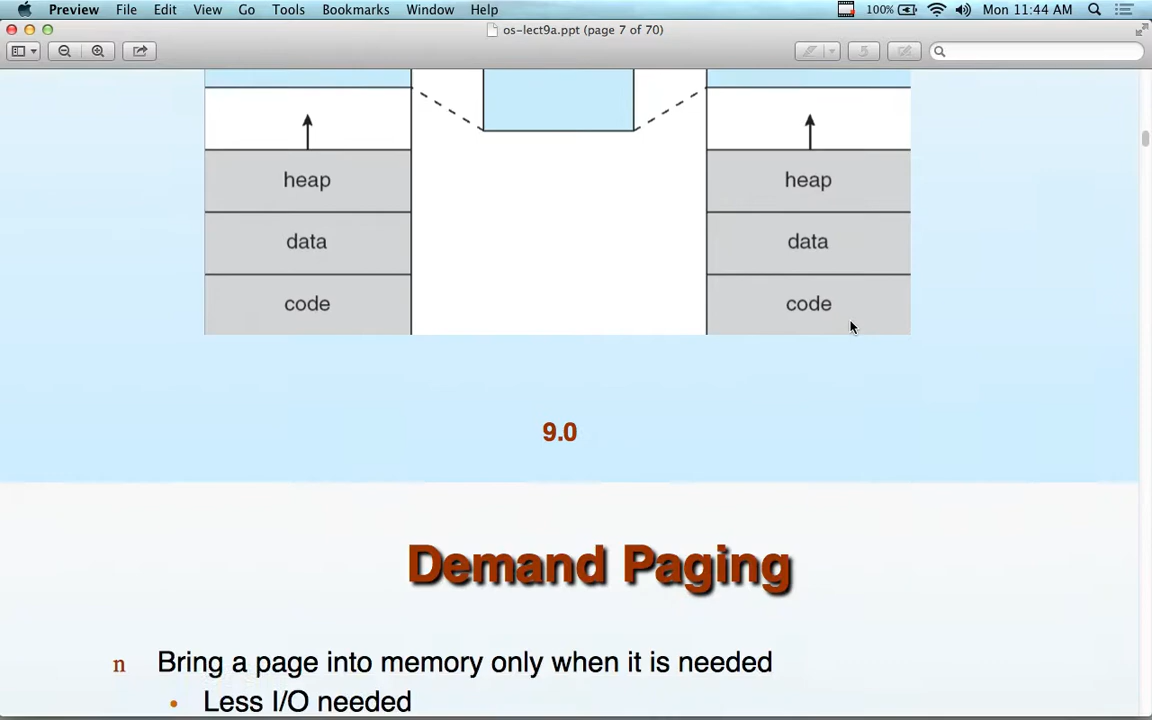 Preview File Edit View Go Tools Bookmarks Window Help 100% Mon 11:44 AM
os-lect9a.ppt (page 7 of 70)
heap heap
data data
code code
9.0
Demand Paging
n Bring a page into memory only when it is needed
• Less I/O needed